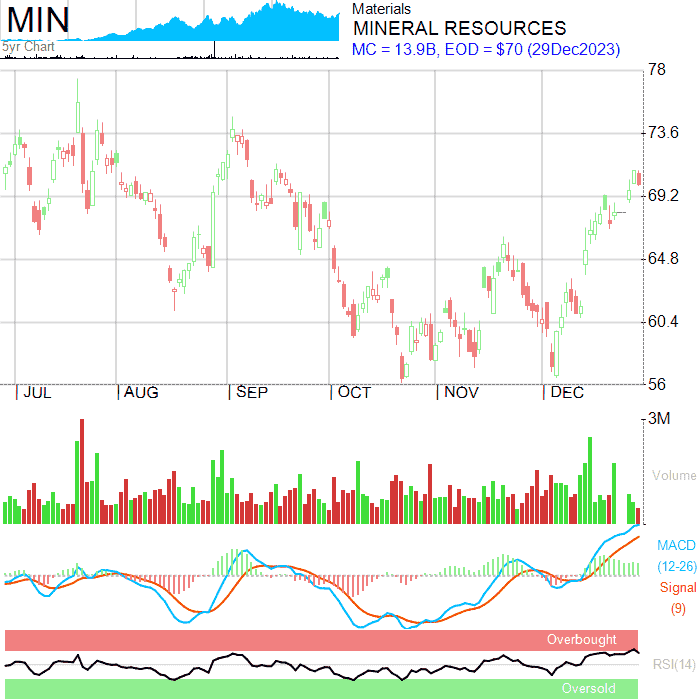 MIN
5yr Chart
Materials
MINERAL RESOURCES
MC = 13.9B, EOD = $70 (29Dec2023)
78
73.6
69.2
64.8
60.4
56
JUL AUG SEP OCT NOV DEC
3M
Volume
MACD
(12-26)
Signal
(9)
Overbought
RSI(14)
Oversold